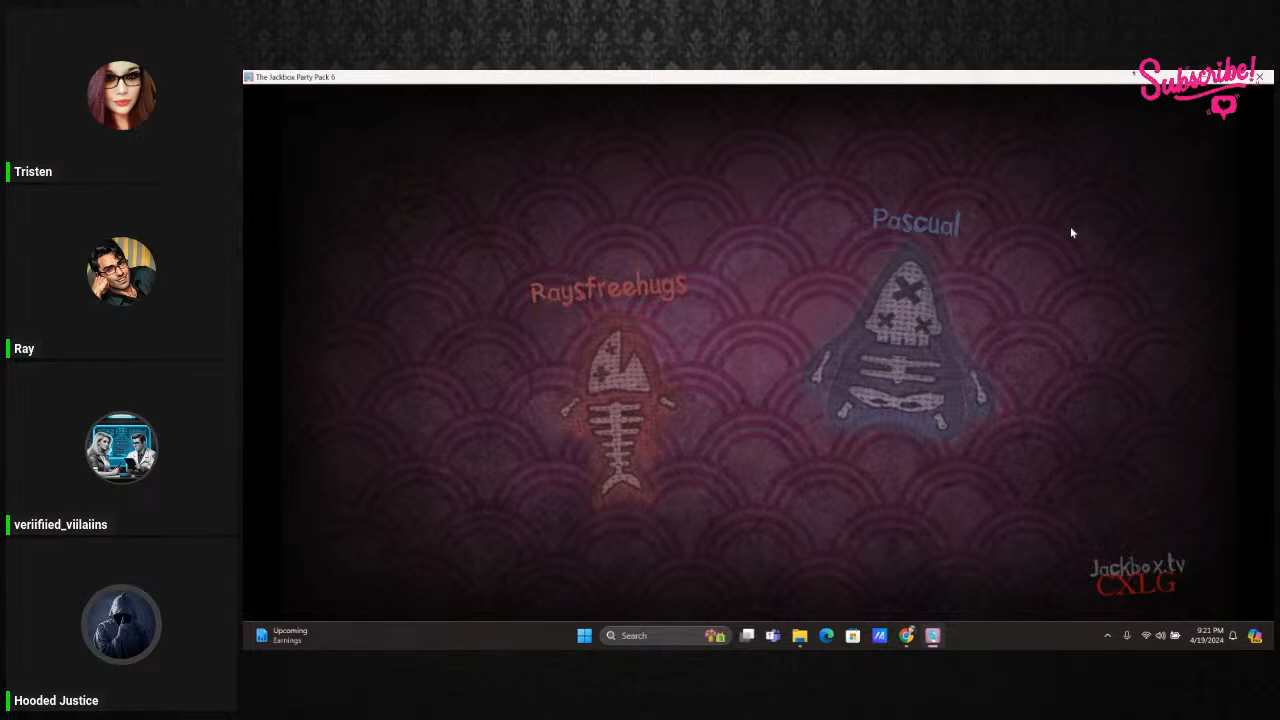 Tristen
Ray
veriifiied_viilaiins
Hooded Justice
The Jackbox Party Pack 6
Subscribe!
Raysfreehugs
Pascual
Jackbox.tv
CXLG
Upcoming
Earnings
Search
9:21 PM
4/19/2024